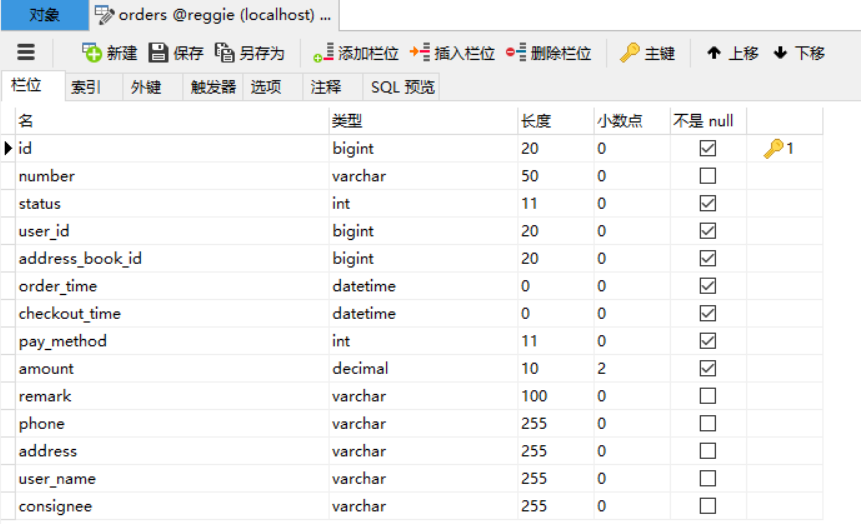 对象 orders @reggie (localhost) ...
新建 保存 另存为 添加栏位 插入栏位 删除栏位 主键 上移 下移
栏位 索引 外键 触发器 选项 注释 SQL 预览
名 类型 长度 小数点 不是 null
id bigint 20 0 1
number varchar 50 0
status int 11 0
user_id bigint 20 0
address_book_id bigint 20 0
order_time datetime 0 0
checkout_time datetime 0 0
pay_method int 11 0
amount decimal 10 2
remark varchar 100 0
phone varchar 255 0
address varchar 255 0
user_name varchar 255 0
consignee varchar 255 0